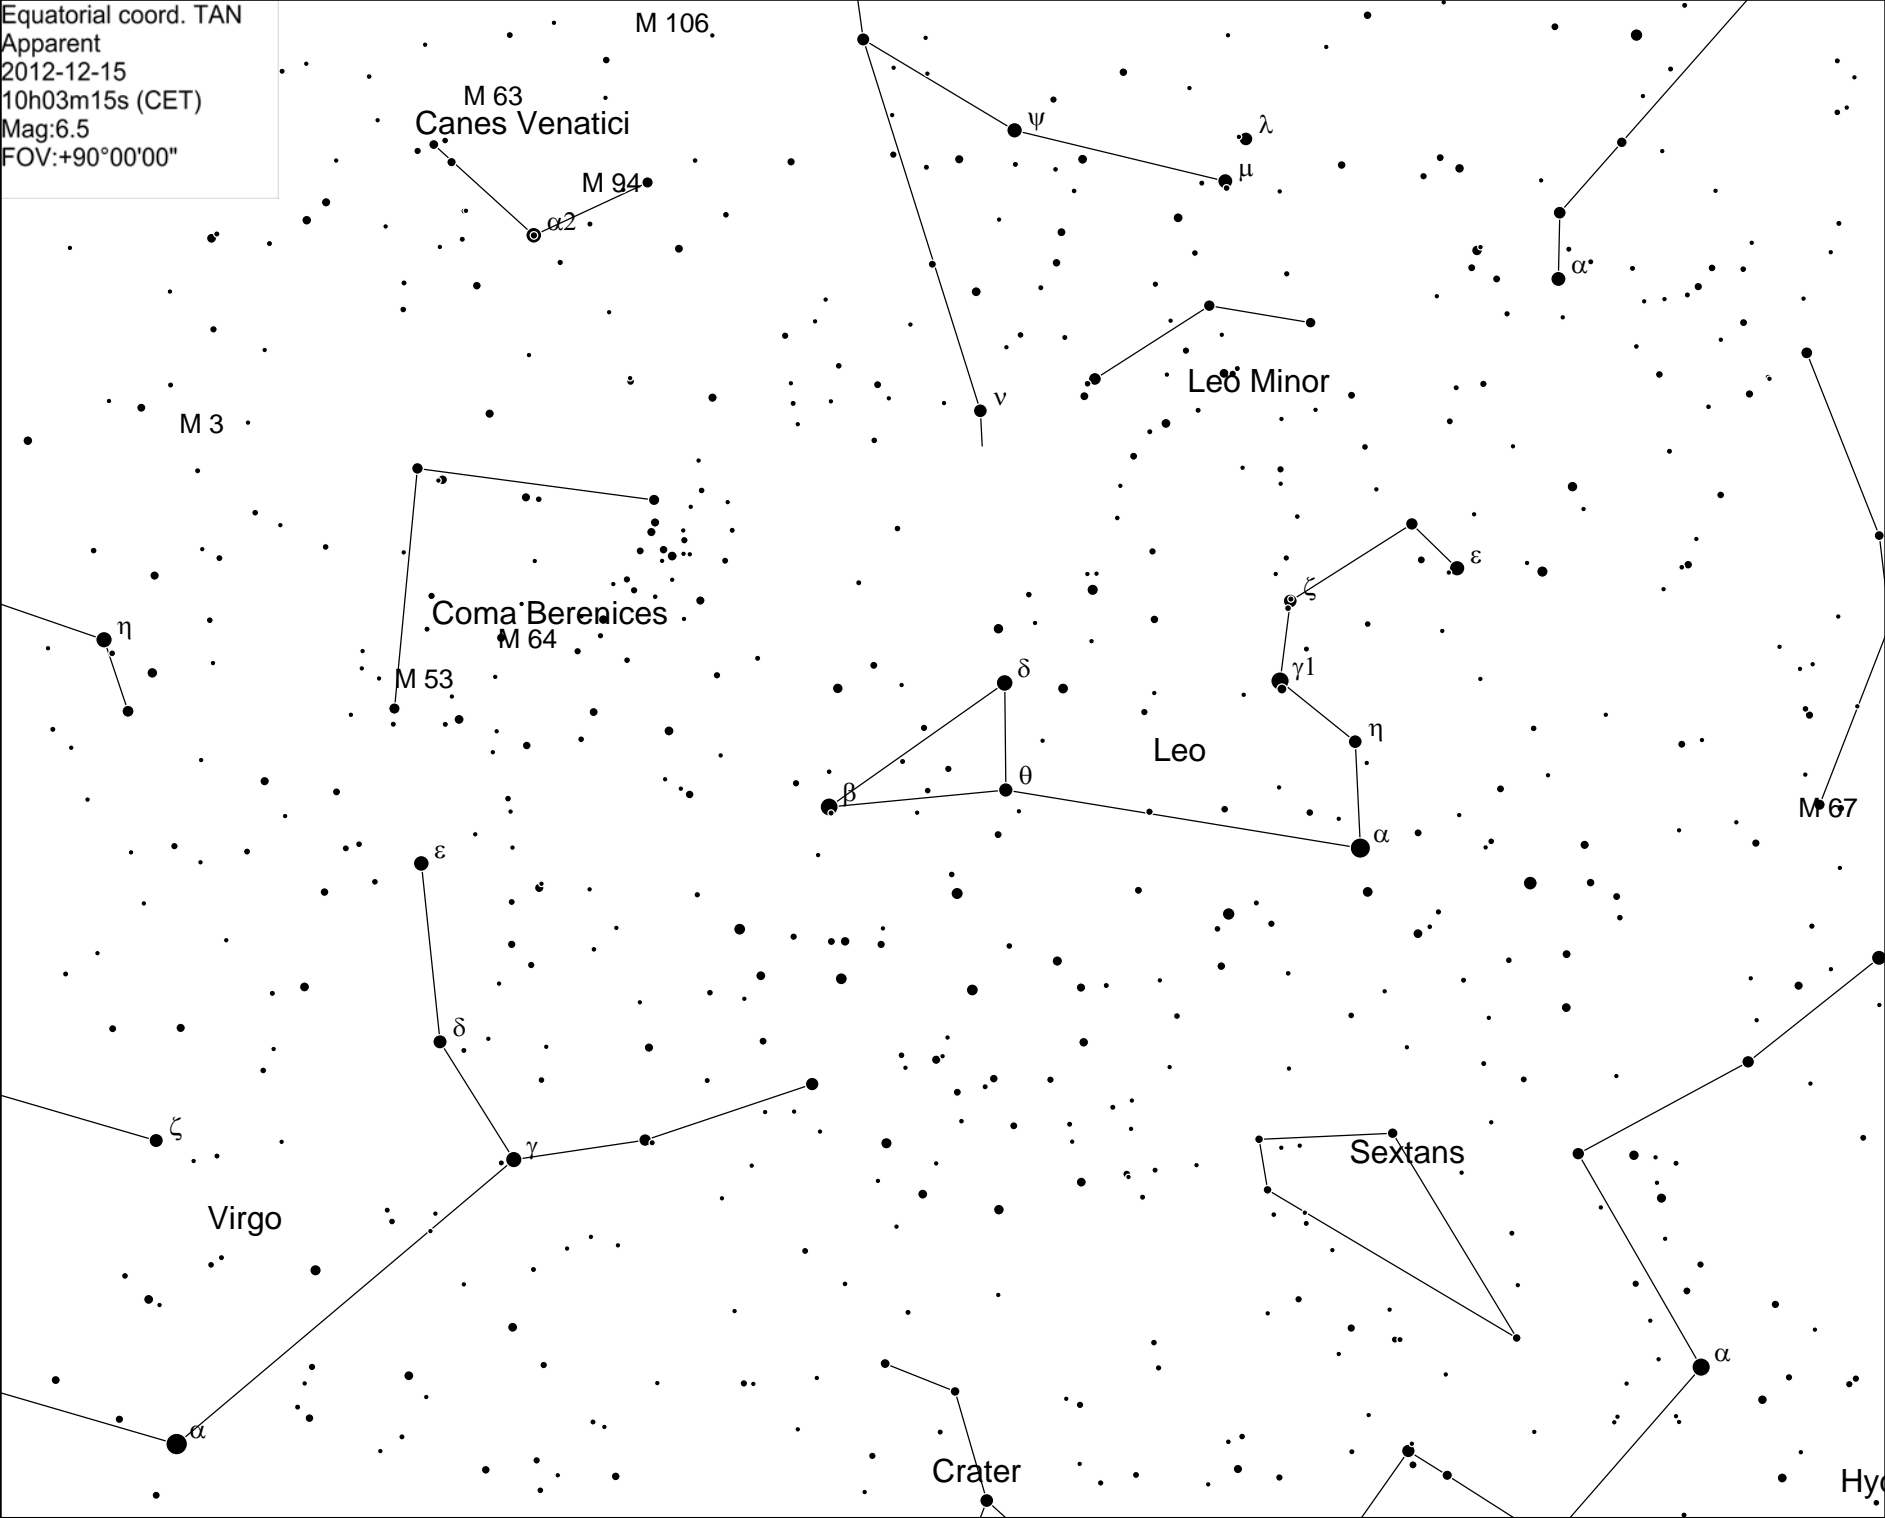 Equatorial coord. TAN
Apparent
2012-12-15
10h03m15s (CET)
Mag:6.5
FOV:+90°00'00"
M 106
M 63
Canes Venatici
ψ
λ
μ
M 94
α2
α
Leo Minor
ν
M 3
ε
ζ
Coma Berenices
η
M 64
δ
γ1
M 53
η
Leo
θ
β
M 67
α
ε
δ
ζ
γ
Sextans
Virgo
α
α
Crater
Hyd